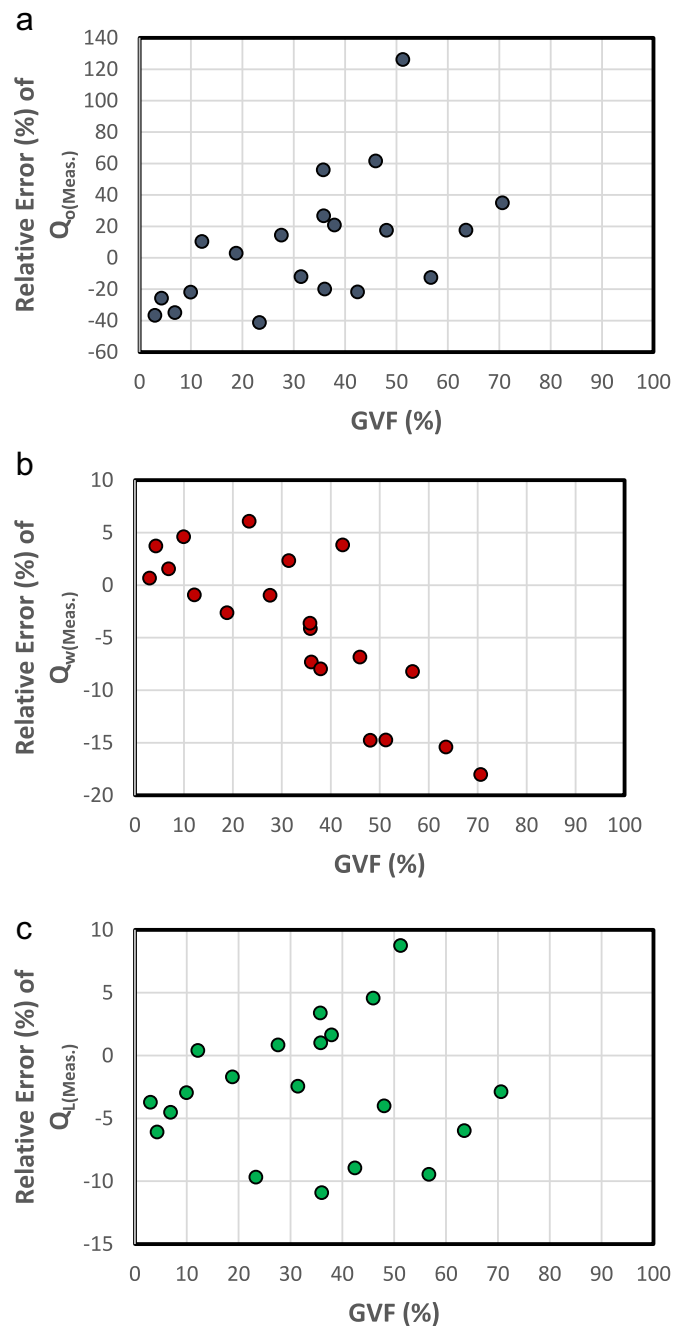 a
Relative Error (%) of
Qo(Meas.)
140
120
100
80
60
40
20
0
-20
-40
-60
0 10 20 30 40 50 60 70 80 90 100
GVF (%)
b
Relative Error (%) of
Qw(Meas.)
10
5
0
-5
-10
-15
-20
0 10 20 30 40 50 60 70 80 90 100
GVF (%)
c
Relative Error (%) of
QL(Meas.)
10
5
0
-5
-10
-15
0 10 20 30 40 50 60 70 80 90 100
GVF (%)